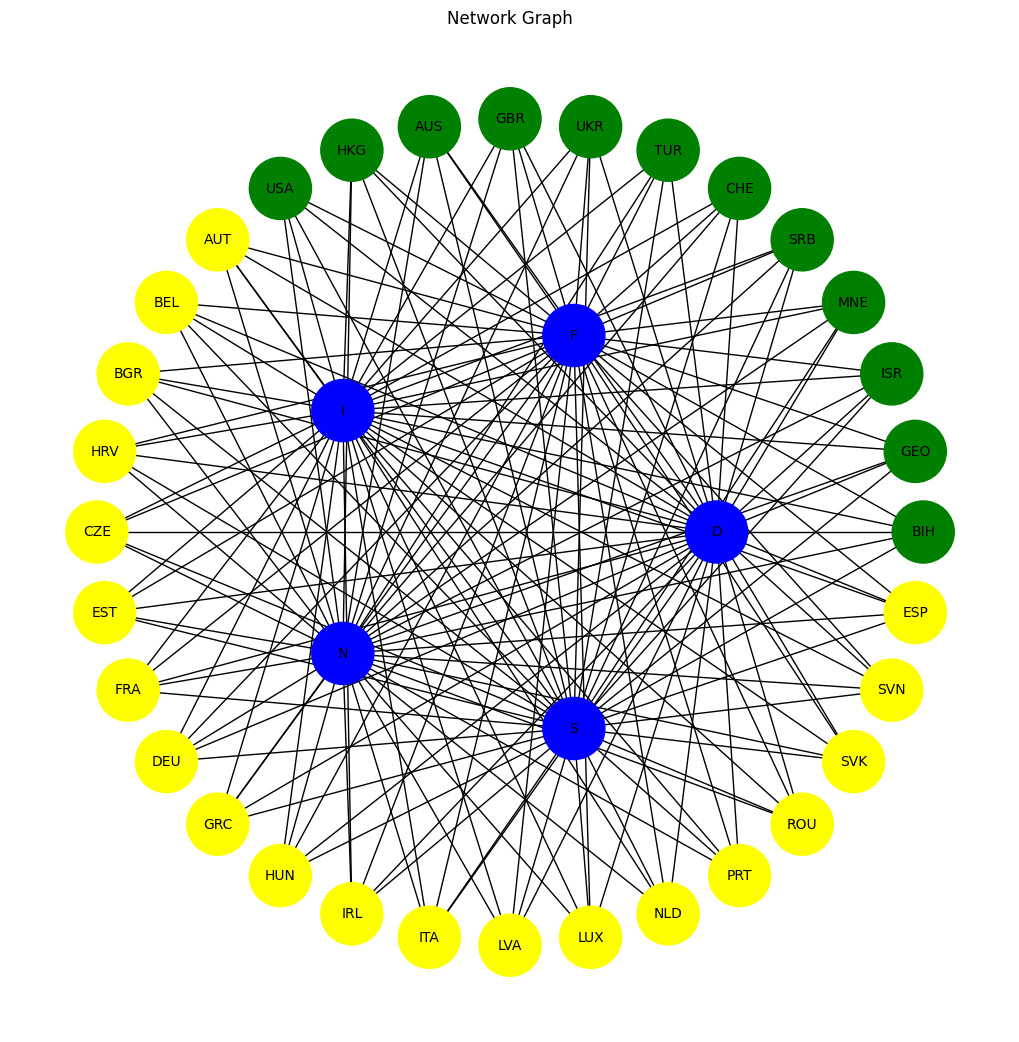 Network Graph
GBR
AUS
UKR
HKG
TUR
USA
CHE
AUT
SRB
BEL
MNE
F
BGR
ISR
I
HRV
GEO
CZE
D
BIH
EST
ESP
N
FRA
SVN
S
DEU
SVK
GRC
ROU
HUN
PRT
IRL
NLD
ITA
LUX
LVA